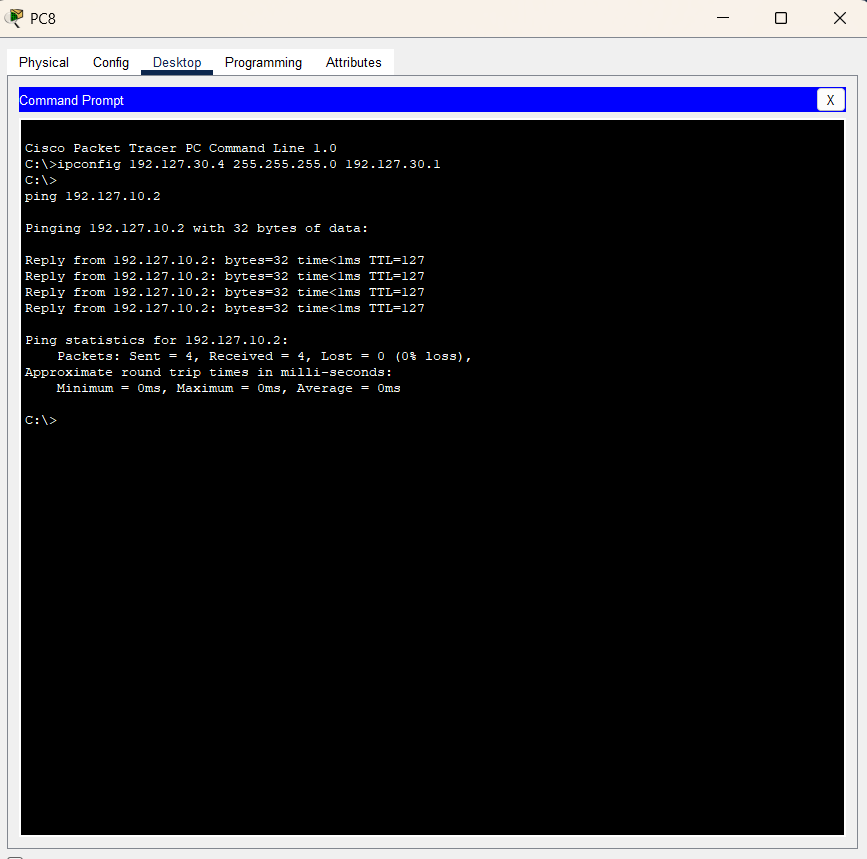 PC8
Physical Config Desktop Programming Attributes
Command Prompt X
Cisco Packet Tracer PC Command Line 1.0
C:\>ipconfig 192.127.30.4 255.255.255.0 192.127.30.1
C:\>
ping 192.127.10.2
Pinging 192.127.10.2 with 32 bytes of data:
Reply from 192.127.10.2: bytes=32 time<1ms TTL=127
Reply from 192.127.10.2: bytes=32 time<1ms TTL=127
Reply from 192.127.10.2: bytes=32 time<1ms TTL=127
Reply from 192.127.10.2: bytes=32 time<1ms TTL=127
Ping statistics for 192.127.10.2:
    Packets: Sent = 4, Received = 4, Lost = 0 (0% loss),
Approximate round trip times in milli-seconds:
    Minimum = 0ms, Maximum = 0ms, Average = 0ms
C:\>